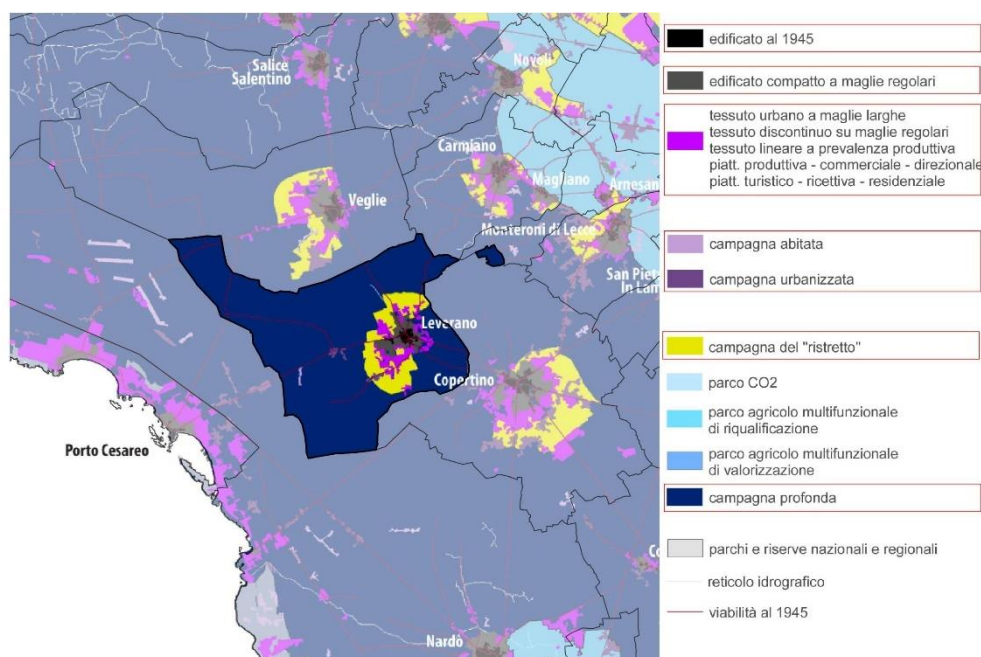 Salice
Salentino
Novoli
Carmiano
Magliano
Arnesan
Veglie
Monteroni di Lecce
San Piet
In Lam
Leverano
Copertino
Porto Cesareo
Nardò
Co
edificato al 1945
edificato compatto a maglie regolari
tessuto urbano a maglie larghe
tessuto discontinuo su maglie regolari
tessuto lineare a prevalenza produttiva
piatt. produttiva - commerciale - direzionale
piatt. turistico - ricettiva - residenziale
campagna abitata
campagna urbanizzata
campagna del "ristretto"
parco CO2
parco agricolo multifunzionale
di riqualificazione
parco agricolo multifunzionale
di valorizzazione
campagna profonda
parchi e riserve nazionali e regionali
reticolo idrografico
viabilità al 1945